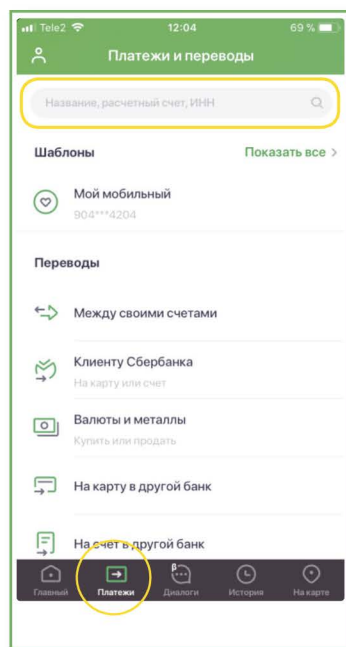 Tele2 12:04 69 %
Платежи и переводы
Название, расчетный счет, ИНН
Шаблоны Показать все >
Мой мобильный
904***4204
Переводы
Между своими счетами
Клиенту Сбербанка
На карту или счет
Валюты и металлы
Купить или продать
На карту в другой банк
На счет в другой банк
β
Главный Платежи Диалоги История На карте